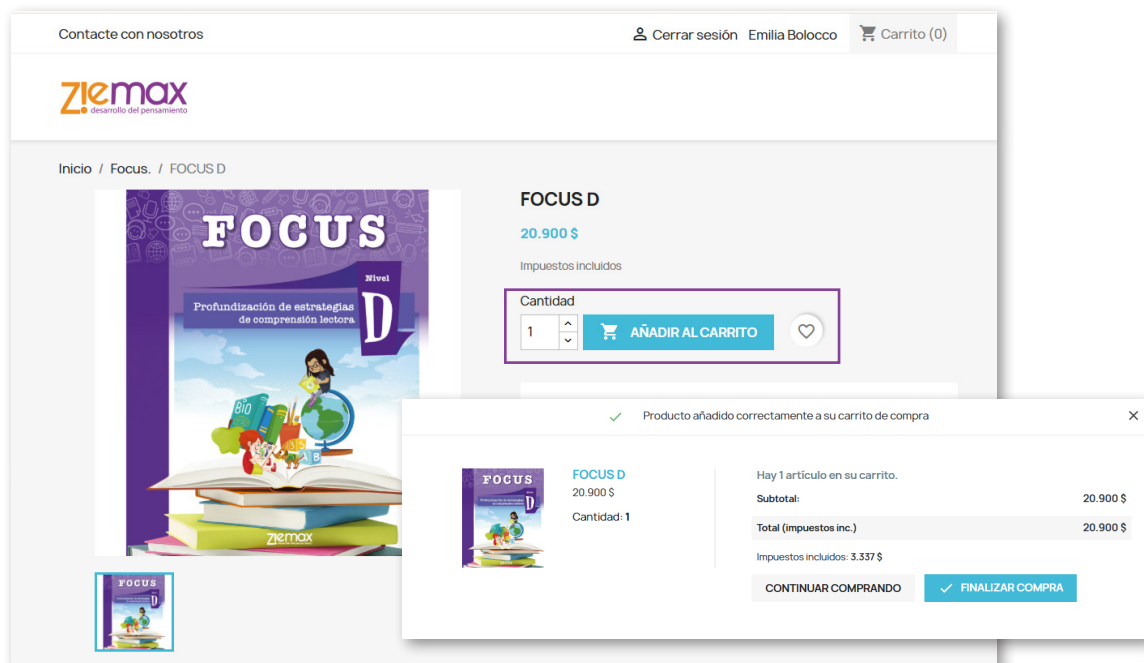 Contacte con nosotros
Cerrar sesión Emilia Bolocco Carrito (0)
ziemax
desarrollo del pensamiento
Inicio / Focus. / FOCUS D
FOCUS
Nivel
D
Profundización de estrategias
de comprensión lectora
BIO
ziemax
FOCUS
D
FOCUS D
20.900 $
Impuestos incluidos
Cantidad
1
AÑADIR AL CARRITO
Producto añadido correctamente a su carrito de compra
FOCUS
D
FOCUS D
20.900 $
Cantidad: 1
Hay 1 artículo en su carrito.
Subtotal: 20.900 $
Total (impuestos inc.) 20.900 $
Impuestos incluidos: 3.337 $
CONTINUAR COMPRANDO
FINALIZAR COMPRA